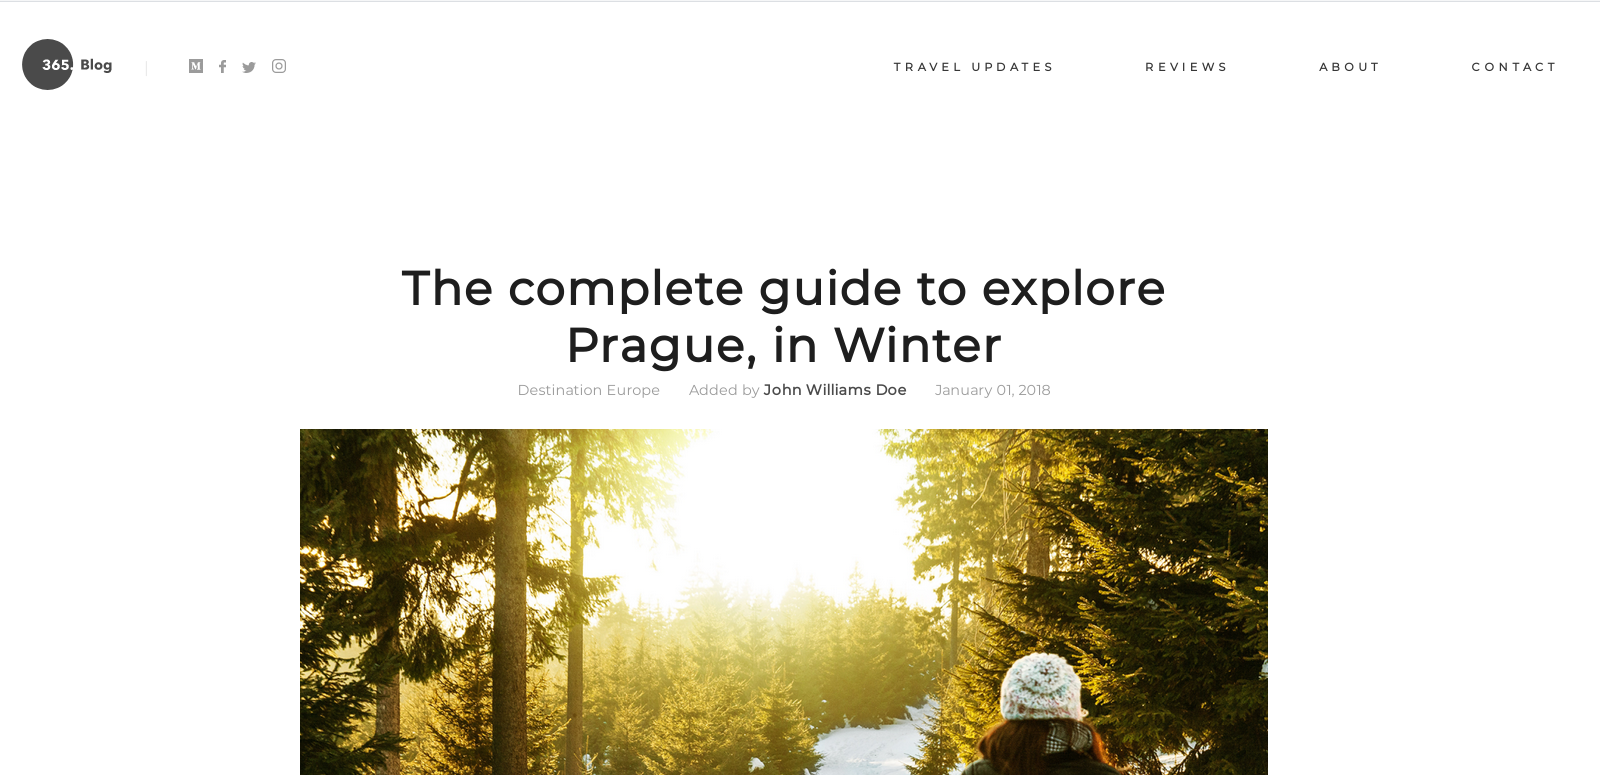 365. Blog
TRAVEL UPDATES
REVIEWS
ABOUT
CONTACT
The complete guide to explore
Prague, in Winter
Destination Europe Added by John Williams Doe January 01, 2018